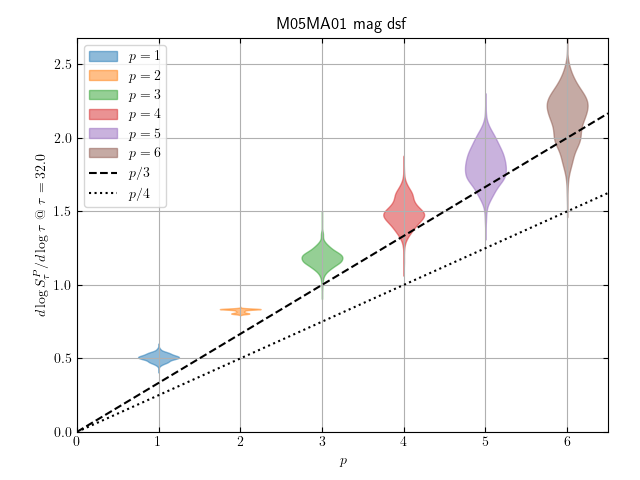 M05MA01 mag dsf
p = 1
p = 2
p = 3
p = 4
p = 5
p = 6
p/3
p/4
d log S_τ^P / d log τ @ τ = 32.0
2.5
2.0
1.5
1.0
0.5
0.0
0 1 2 3 4 5 6
p